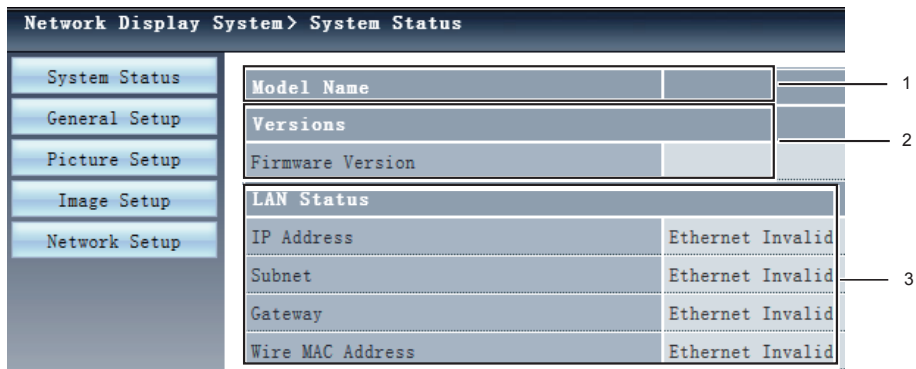 Network Display System> System Status
System Status
General Setup
Picture Setup
Image Setup
Network Setup
Model Name
1
Versions
2
Firmware Version
LAN Status
IP Address Ethernet Invalid
Subnet Ethernet Invalid
3
Gateway Ethernet Invalid
Wire MAC Address Ethernet Invalid